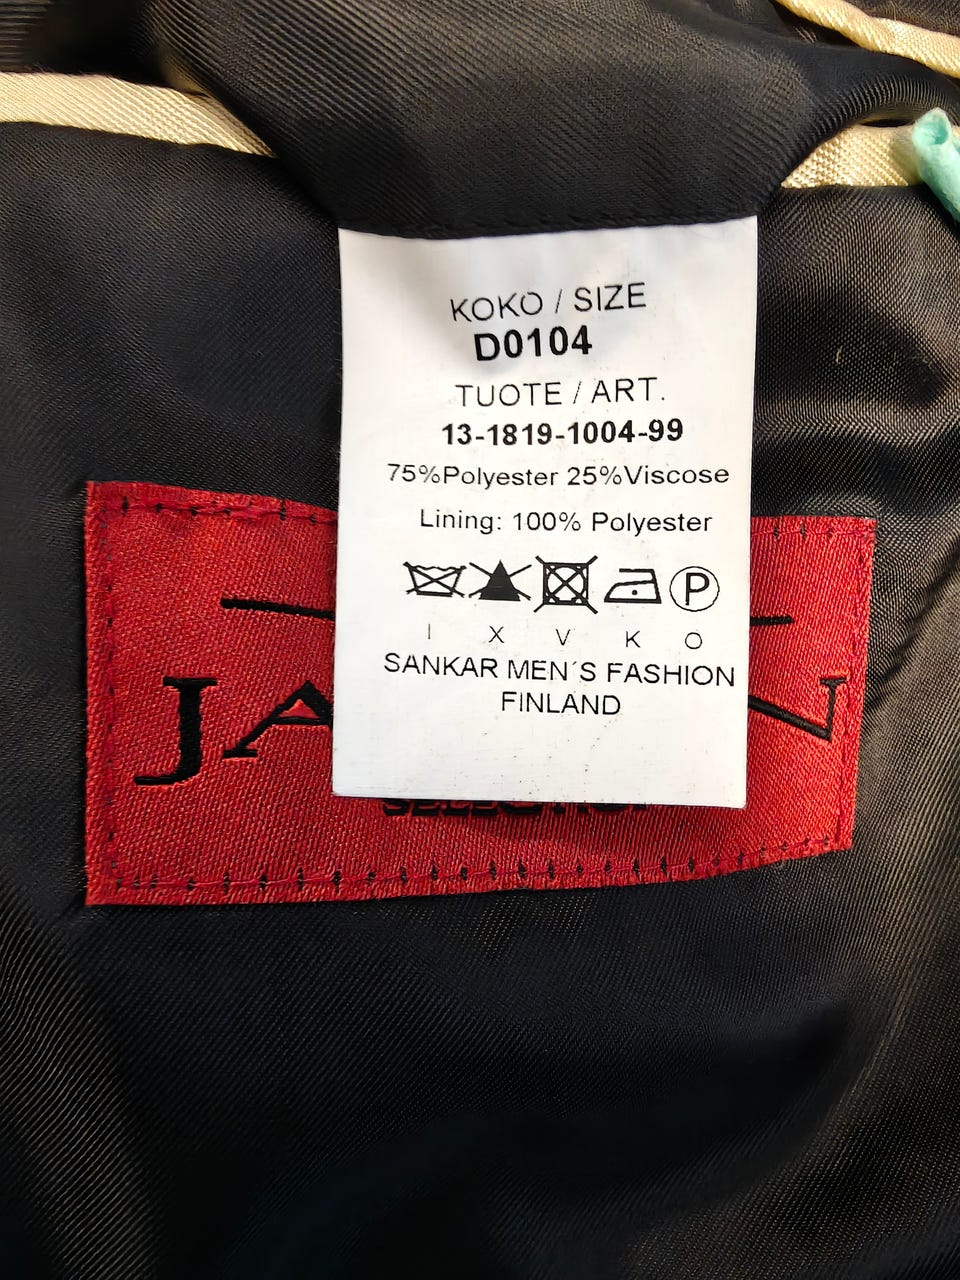 KOKO / SIZE
D0104
TUOTE / ART.
13-1819-1004-99
75%Polyester 25%Viscose
Lining: 100% Polyester
P
I X V K O
SANKAR MEN´S FASHION
FINLAND